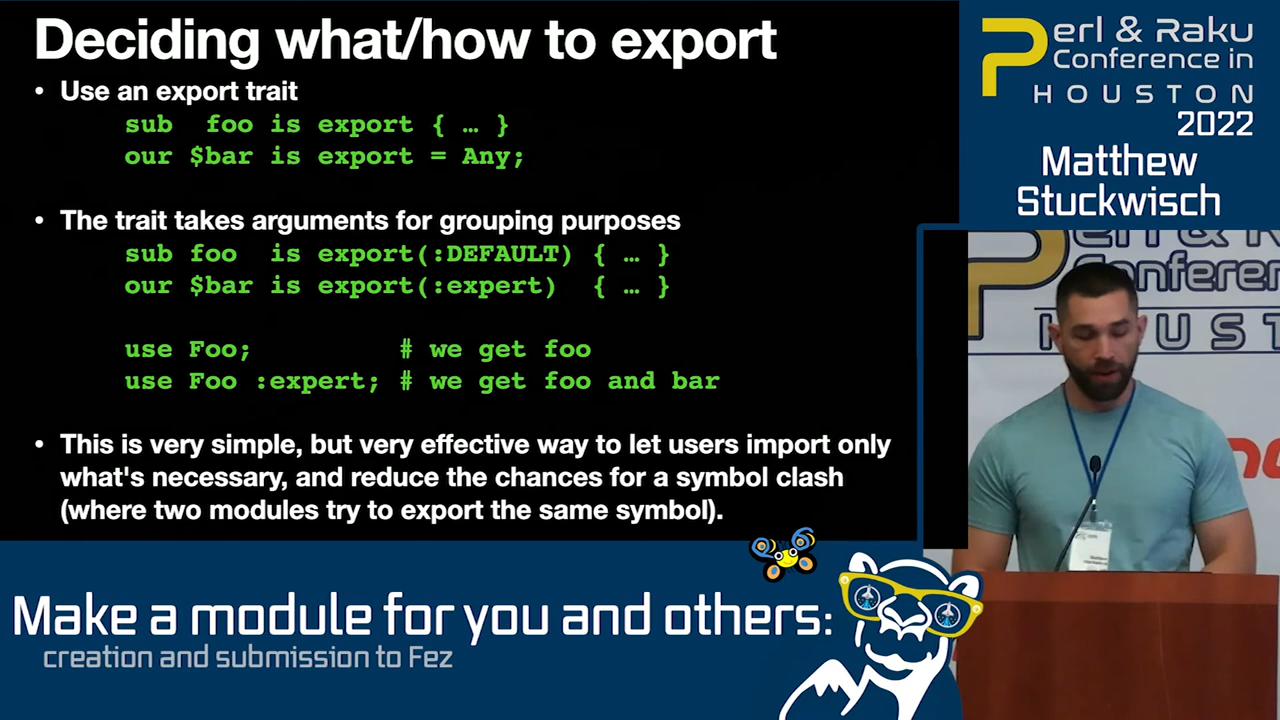 Deciding what/how to export
• Use an export trait
sub  foo is export { … }
our $bar is export = Any;
• The trait takes arguments for grouping purposes
sub foo  is export(:DEFAULT) { … }
our $bar is export(:expert)  { … }
use Foo;         # we get foo
use Foo :expert; # we get foo and bar
• This is very simple, but very effective way to let users import only
what's necessary, and reduce the chances for a symbol clash
(where two modules try to export the same symbol).
Perl & Raku
Conference in
HOUSTON
2022
Matthew
Stuckwisch
Perl & R
Conferen
HOUST
Make a module for you and others:
creation and submission to Fez